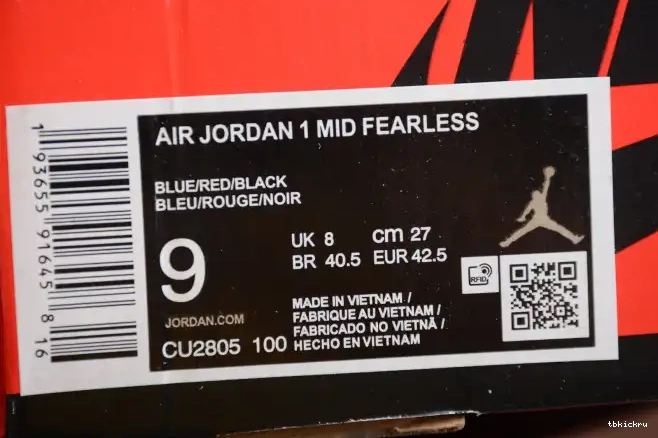 AIR JORDAN 1 MID FEARLESS
BLUE/RED/BLACK
BLEU/ROUGE/NOIR
9
UK 8 cm 27
BR 40.5 EUR 42.5
RFID
MADE IN VIETNAM /
FABRIQUE AU VIETNAM /
FABRICADO NO VIETNÃ /
HECHO EN VIETNAM
JORDAN.COM
CU2805 100
193655 91645 8 16
tbkickru